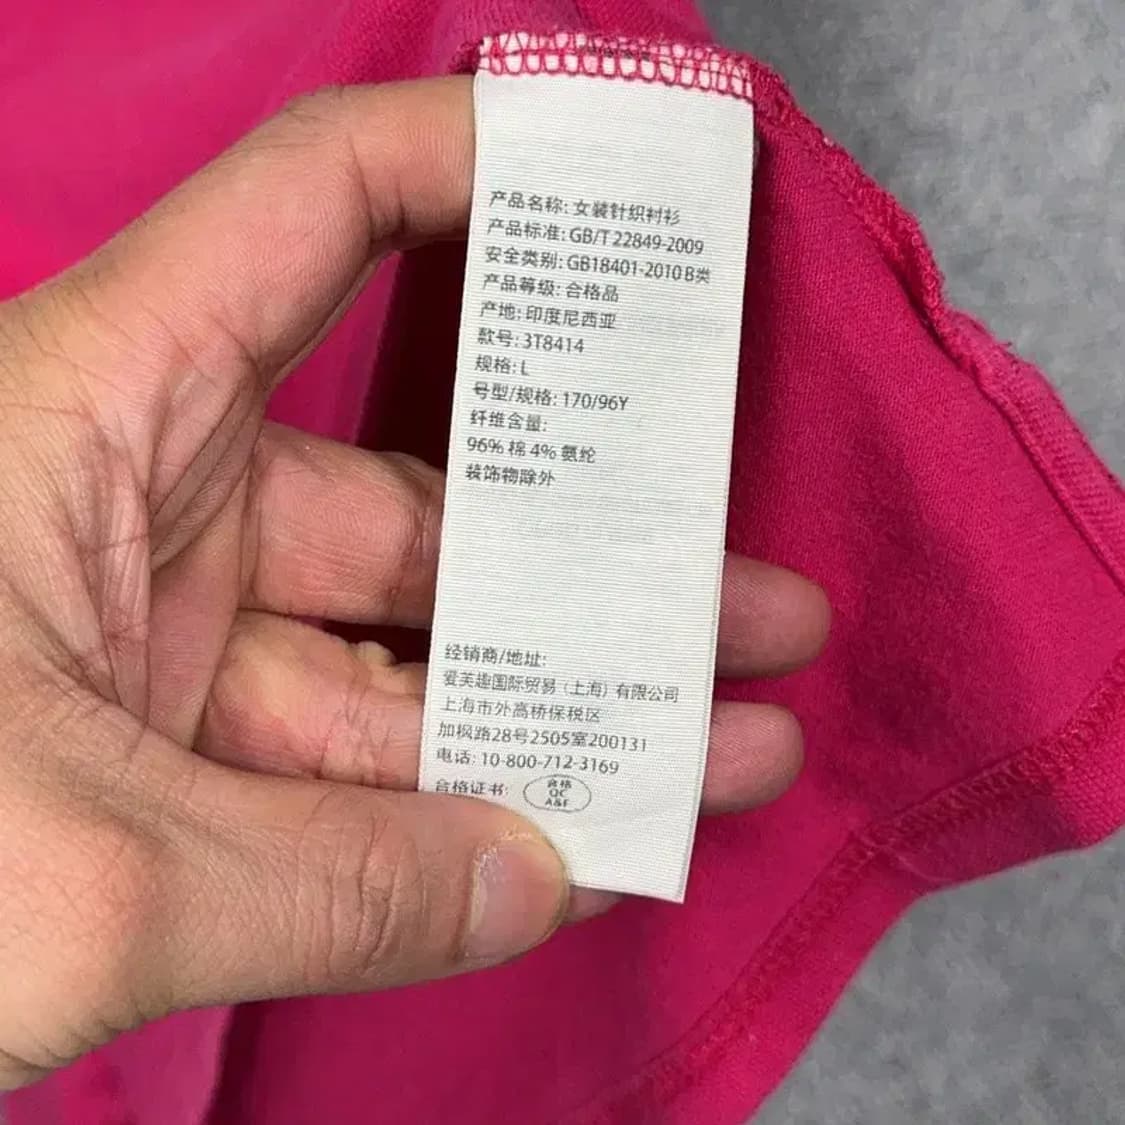 产品名称: 女装针织衬衫
产品标准: GB/T 22849-2009
安全类别: GB18401-2010 B类
产品等级: 合格品
产地: 印度尼西亚
款号: 3T8414
规格: L
号型/规格: 170/96Y
纤维含量:
96% 棉 4% 氨纶
装饰物除外
经销商/地址:
爱芙趣国际贸易（上海）有限公司
上海市外高桥保税区
加枫路28号2505室200131
电话: 10-800-712-3169
合格证书: 合格
QC
A&F